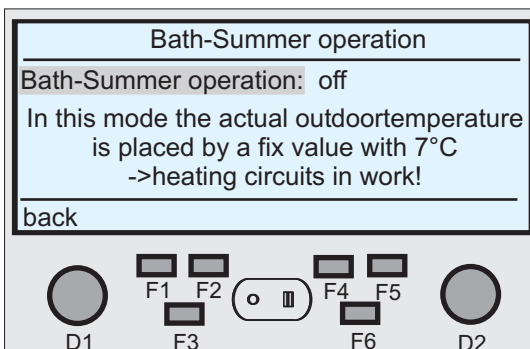 Bath-Summer operation
Bath-Summer operation: off
In this mode the actual outdoortemperature
is placed by a fix value with 7°C
->heating circuits in work!
back
F1 F2 F4 F5
D1 F3 F6 D2